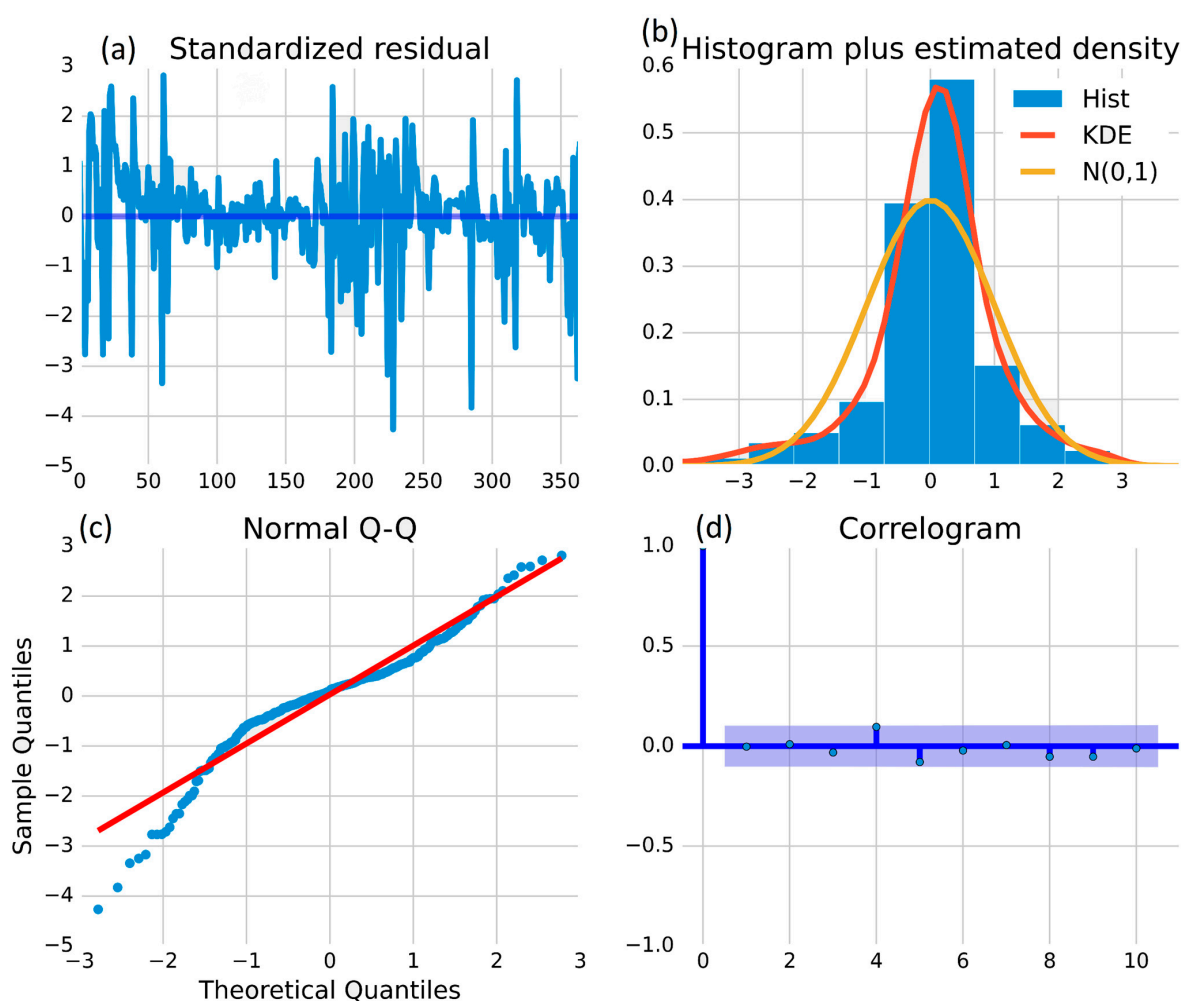 (a) Standardized residual
3
2
1
0
−1
−2
−3
−4
−5
0 50 100 150 200 250 300 350
(b) Histogram plus estimated density
0.6
0.5
0.4
0.3
0.2
0.1
0.0
Hist
KDE
N(0,1)
−3 −2 −1 0 1 2 3
(c) Normal Q-Q
3
2
1
0
−1
−2
−3
−4
−5
Sample Quantiles
−3 −2 −1 0 1 2 3
Theoretical Quantiles
(d) Correlogram
1.0
0.5
0.0
−0.5
−1.0
0 2 4 6 8 10